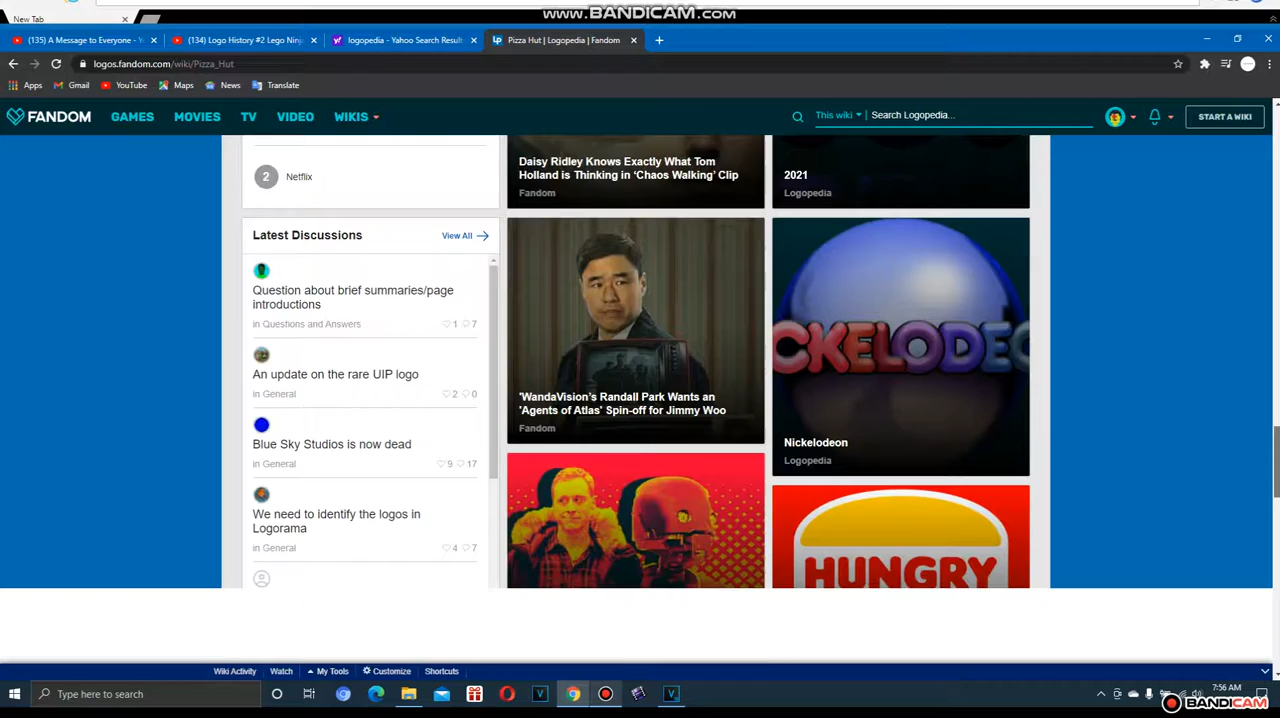 www.BANDICAM.com
New Tab
(135) A Message to Everyone - Y
(134) Logo History #2 Lego Ninj
logopedia - Yahoo Search Result
Pizza Hut | Logopedia | Fandom
logos.fandom.com/wiki/Pizza_Hut
Apps
Gmail
YouTube
Maps
News
Translate
FANDOM
GAMES
MOVIES
TV
VIDEO
WIKIS
This wiki
Search Logopedia...
START A WIKI
2
Netflix
Daisy Ridley Knows Exactly What Tom
Holland is Thinking in ‘Chaos Walking’ Clip
Fandom
2021
Logopedia
Latest Discussions
View All
Question about brief summaries/page
introductions
in Questions and Answers
1
7
An update on the rare UIP logo
in General
2
0
Blue Sky Studios is now dead
in General
9
17
We need to identify the logos in
Logorama
in General
4
7
'WandaVision’s Randall Park Wants an
'Agents of Atlas' Spin-off for Jimmy Woo
Fandom
CKELODEO
Nickelodeon
Logopedia
HUNGRY
Wiki Activity
Watch
My Tools
Customize
Shortcuts
Type here to search
7:56 AM
BANDICAM